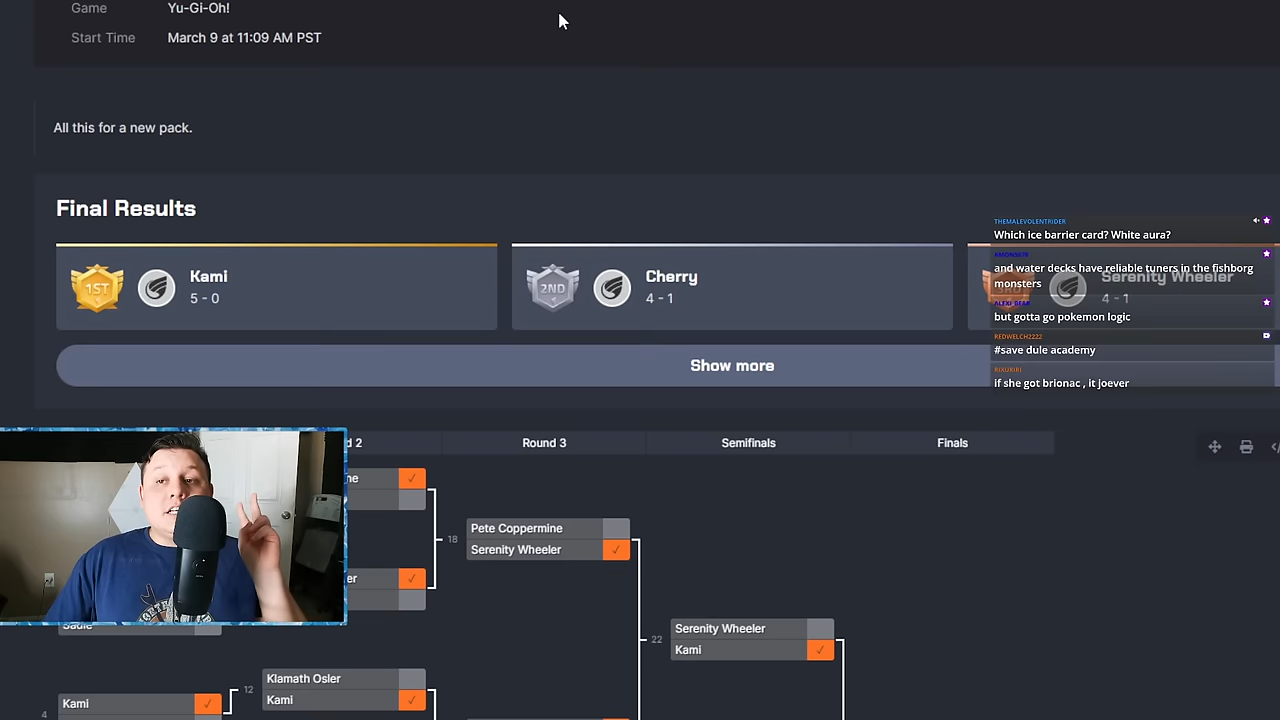 Game Yu-Gi-Oh!
Start Time March 9 at 11:09 AM PST
All this for a new pack.
Final Results
1ST Kami
5 - 0
2ND Cherry
4 - 1
Serenity Wheeler
4 - 1
Show more
THEMALEVOLENTRIDER
Which ice barrier card? White aura?
and water decks have reliable tuners in the fishborg
monsters
but gotta go pokemon logic
REDWELCH2222
#save dule academy
RIXURIRI
if she got brionac , it joever
d 2 Round 3 Semifinals Finals
ne
er
18
Pete Coppermine
Serenity Wheeler
22
Serenity Wheeler
Kami
Sadie
12
Klamath Osler
Kami
4
Kami